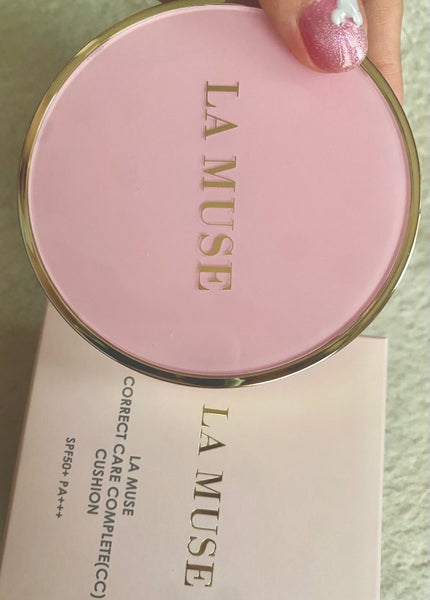 LA MUSE
LA MUSE
LA MUSE
CORRECT CARE COMPLETE(CC)
CUSHION
SPF50+ PA+++